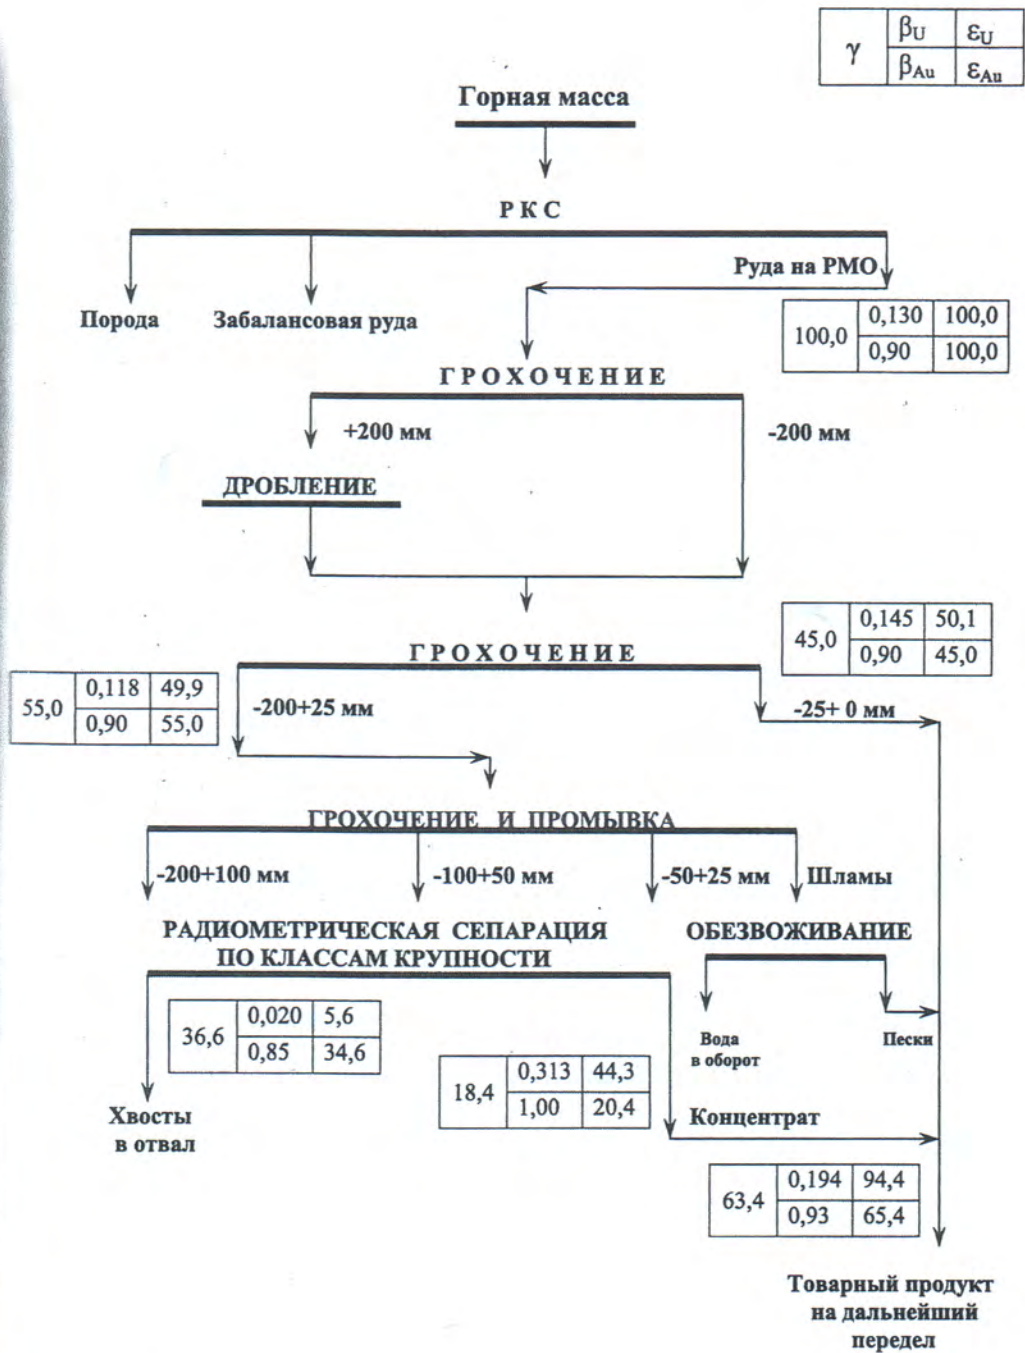 γ βU εU
βAu εAu
Горная масса
Р К С
Руда на РМО
Порода
Забалансовая руда
100,0 0,130 100,0
0,90 100,0
Г Р О Х О Ч Е Н И Е
+200 мм
-200 мм
ДРОБЛЕНИЕ
45,0 0,145 50,1
0,90 45,0
Г Р О Х О Ч Е Н И Е
55,0 0,118 49,9
0,90 55,0
-200+25 мм
-25+ 0 мм
ГРОХОЧЕНИЕ И ПРОМЫВКА
-200+100 мм
-100+50 мм
-50+25 мм
Шламы
РАДИОМЕТРИЧЕСКАЯ СЕПАРАЦИЯ
ПО КЛАССАМ КРУПНОСТИ
ОБЕЗВОЖИВАНИЕ
36,6 0,020 5,6
0,85 34,6
Вода
в оборот
Пески
18,4 0,313 44,3
1,00 20,4
Хвосты
в отвал
Концентрат
63,4 0,194 94,4
0,93 65,4
Товарный продукт
на дальнейший
передел